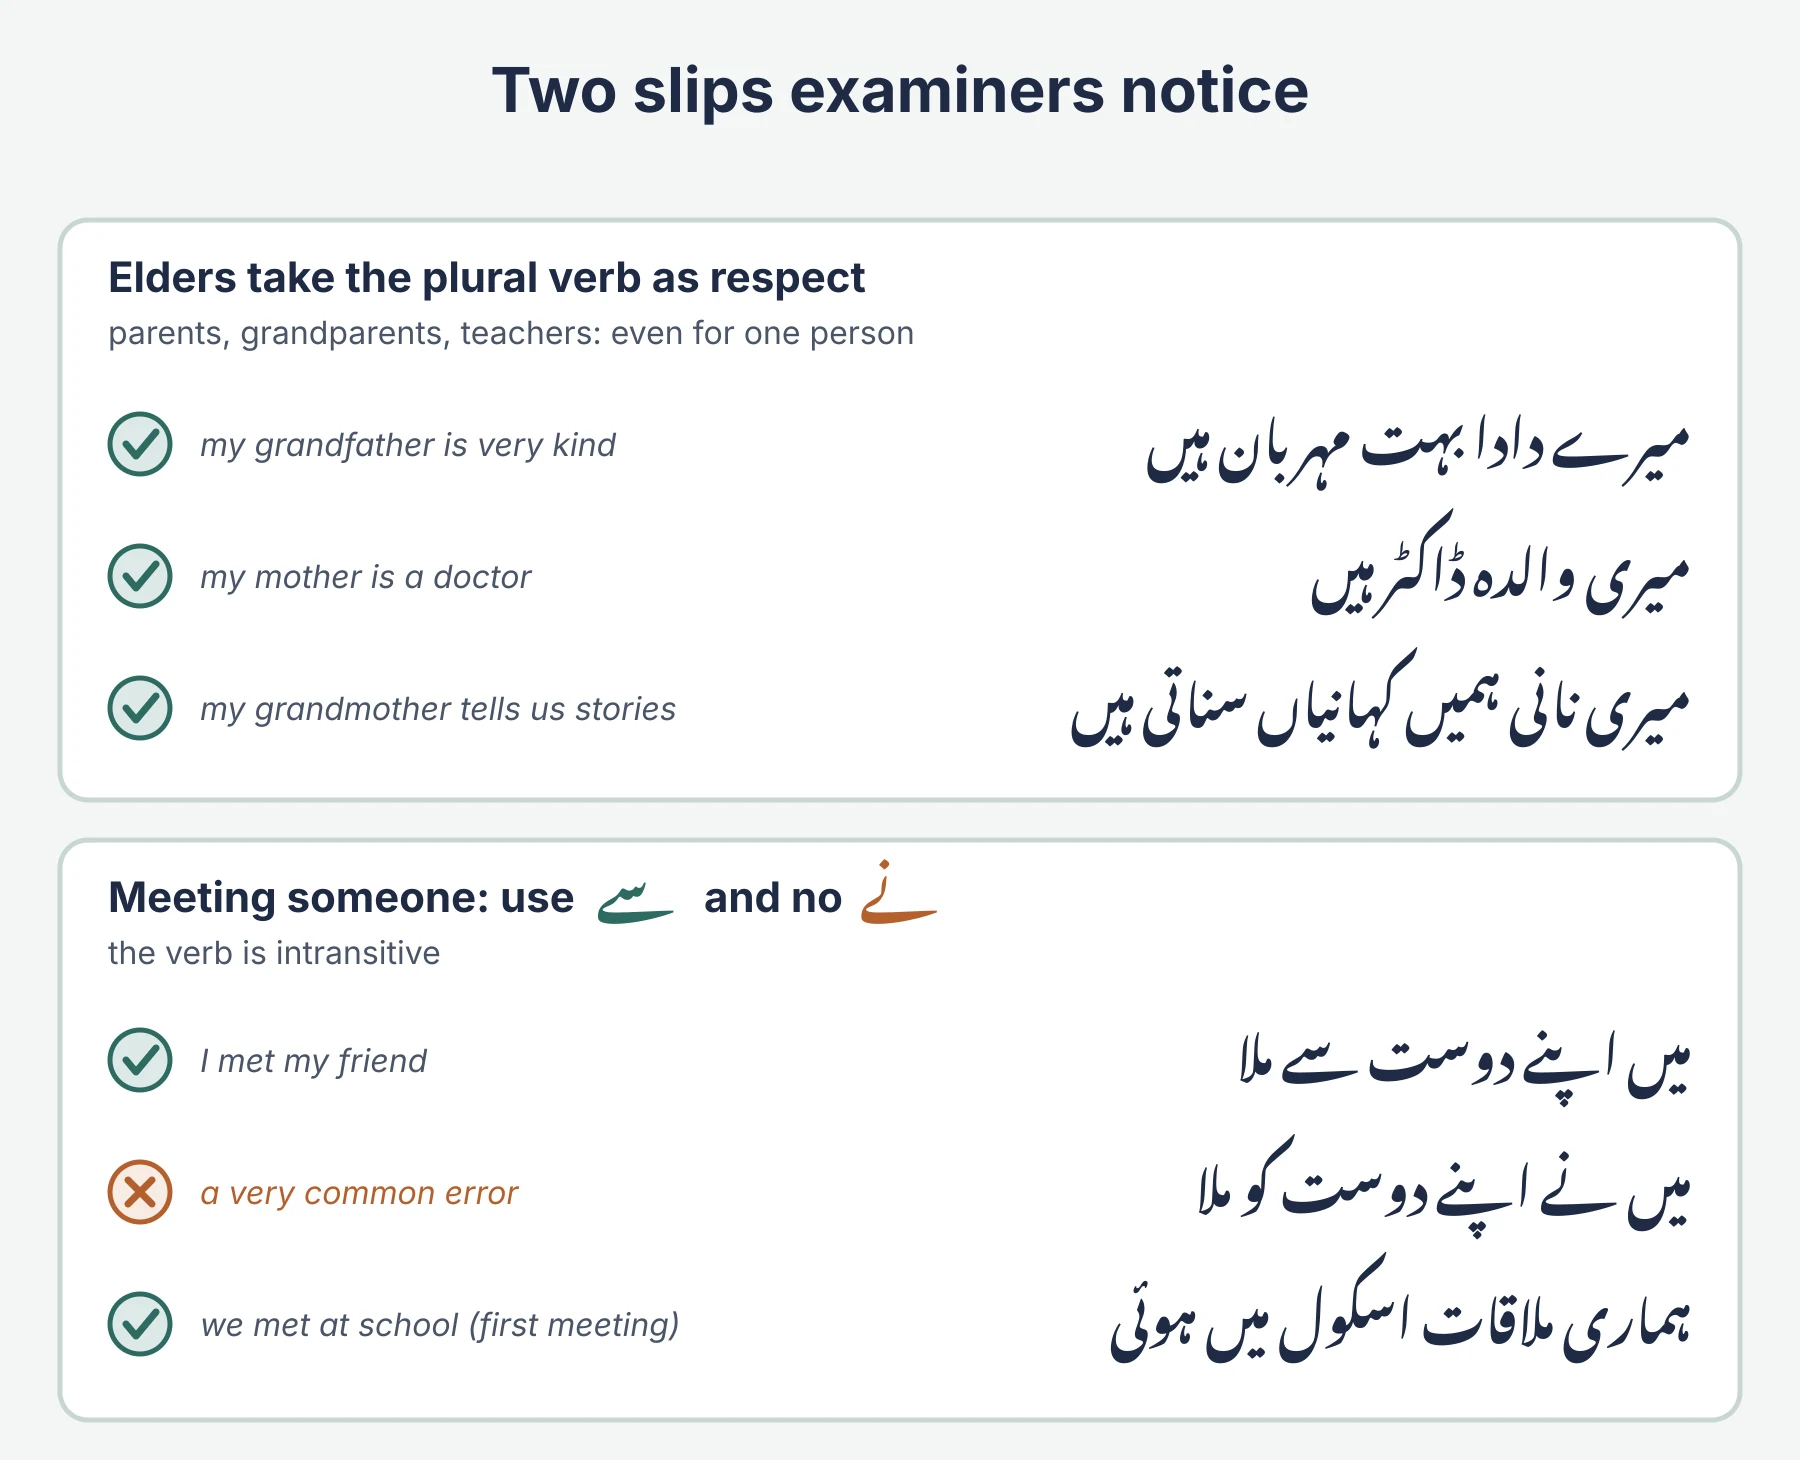 Two slips examiners notice
Elders take the plural verb as respect
parents, grandparents, teachers: even for one person
my grandfather is very kind میرے دادا بہت مہربان ہیں
my mother is a doctor میری والدہ ڈاکٹر ہیں
my grandmother tells us stories میری نانی ہمیں کہانیاں سناتی ہیں
Meeting someone: use سے and no نے
the verb is intransitive
I met my friend میں اپنے دوست سے ملا
a very common error میں نے اپنے دوست کو ملا
we met at school (first meeting) ہماری ملاقات اسکول میں ہوئی